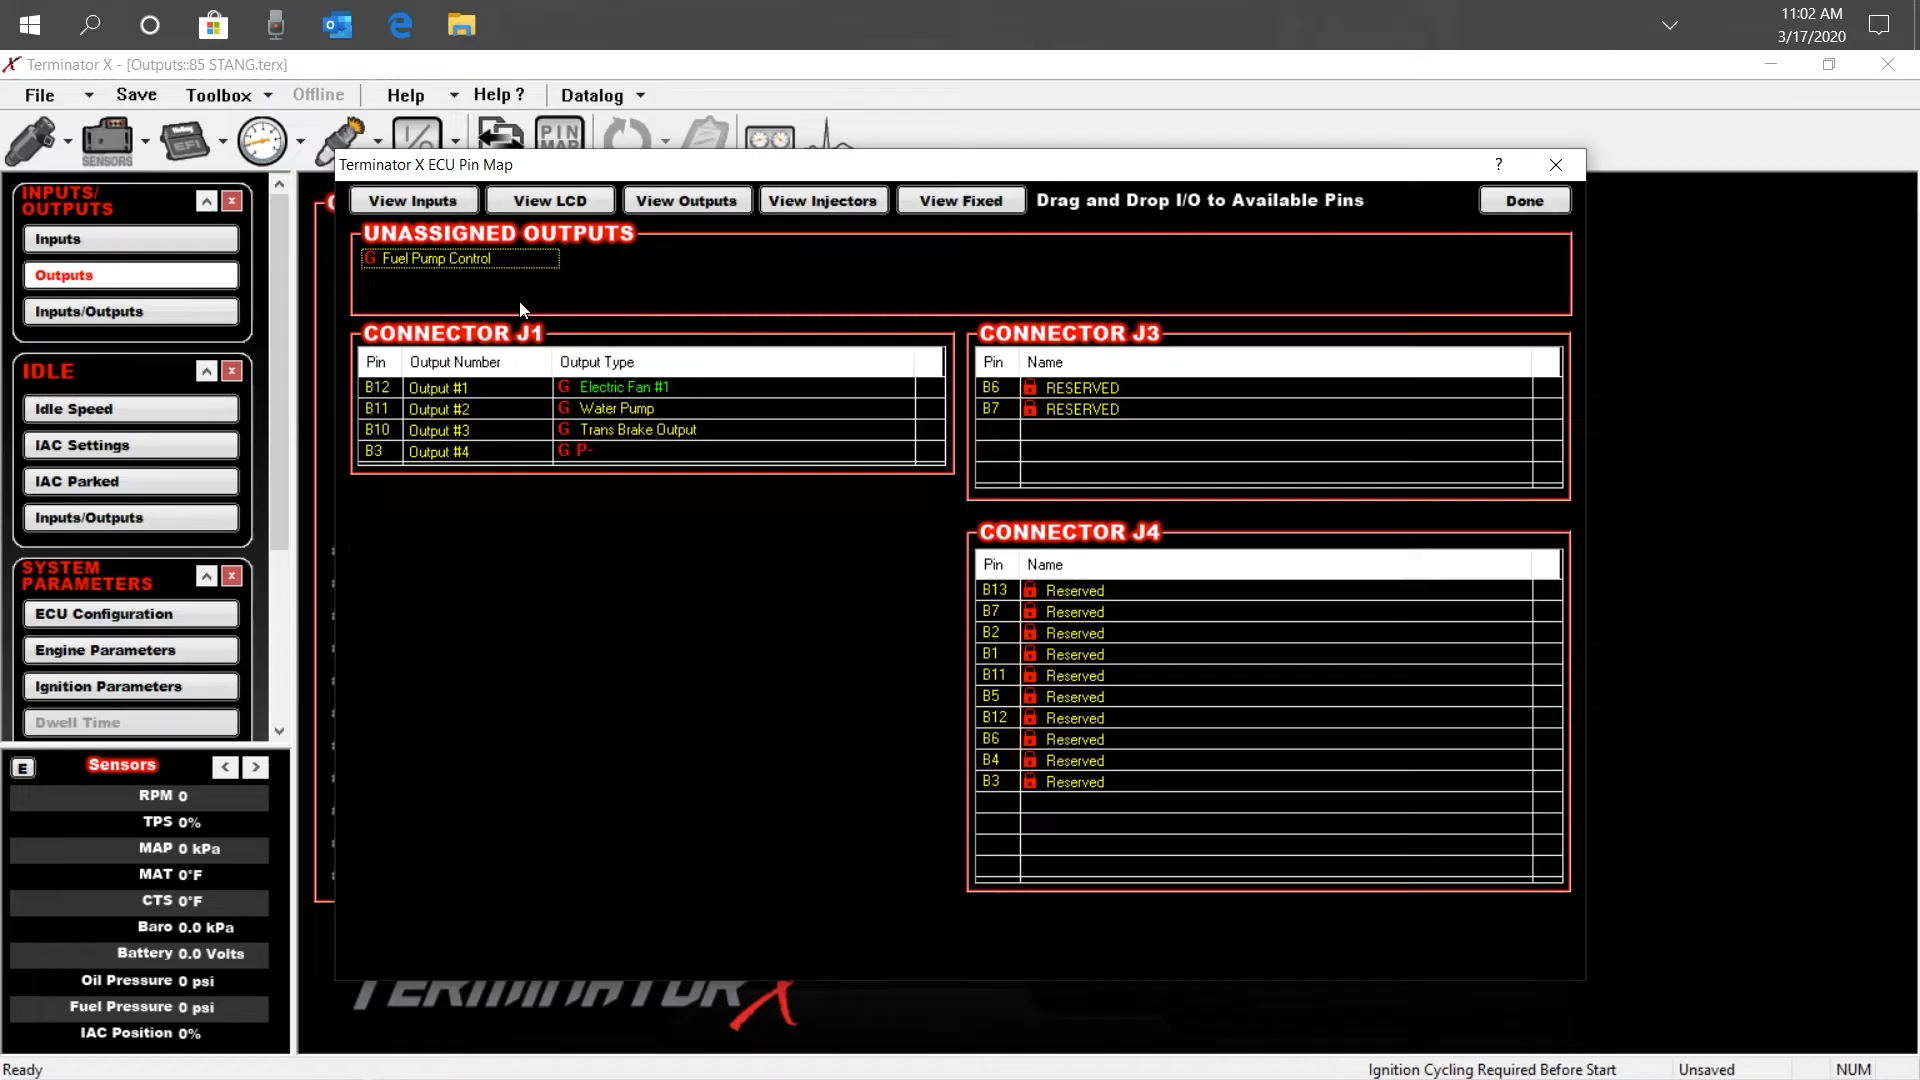 11:02 AM
3/17/2020
Terminator X - [Outputs::85 STANG.terx]
File Save Toolbox Offline Help Help ? Datalog
SENSORS
Holley
EFI
I/O
PIN
MAP
Terminator X ECU Pin Map
?
View Inputs View LCD View Outputs View Injectors View Fixed Drag and Drop I/O to Available Pins Done
UNASSIGNED OUTPUTS
G Fuel Pump Control
CONNECTOR J1
Pin Output Number Output Type
B12 Output #1 G Electric Fan #1
B11 Output #2 G Water Pump
B10 Output #3 G Trans Brake Output
B3 Output #4 G P-
CONNECTOR J3
Pin Name
B6 RESERVED
B7 RESERVED
CONNECTOR J4
Pin Name
B13 Reserved
B7 Reserved
B2 Reserved
B1 Reserved
B11 Reserved
B5 Reserved
B12 Reserved
B6 Reserved
B4 Reserved
B3 Reserved
INPUTS/
OUTPUTS
Inputs
Outputs
Inputs/Outputs
IDLE
Idle Speed
IAC Settings
IAC Parked
Inputs/Outputs
SYSTEM
PARAMETERS
ECU Configuration
Engine Parameters
Ignition Parameters
Dwell Time
E Sensors < >
RPM 0
TPS 0%
MAP 0 kPa
MAT 0°F
CTS 0°F
Baro 0.0 kPa
Battery 0.0 Volts
Oil Pressure 0 psi
Fuel Pressure 0 psi
IAC Position 0%
TERMINATOR X
Ready Ignition Cycling Required Before Start Unsaved NUM